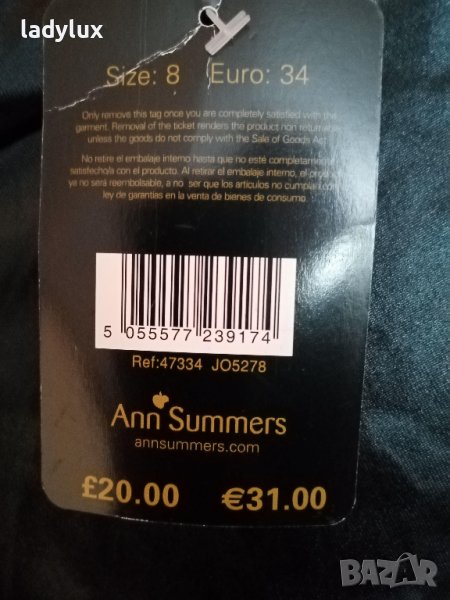 ladylux
Size: 8 Euro: 34
Only remove this tag once you are completely satisfied with the
garment. Removal of the ticket renders the product non returnable
unless the goods do not comply with the Sale of Goods Act
No retire el embalaje interno hasta que no esté completamente
satisfecho/a con el producto. Al retirar el embalaje interno, el producto
ya no será reembolsable, a no ser que los articulos no cumplan con
ley de garantías en la venta de bienes de consumo.
5 055577 239174
Ref:47334 JO5278
Ann Summers
annsummers.com
£20.00 €31.00
BAZAR